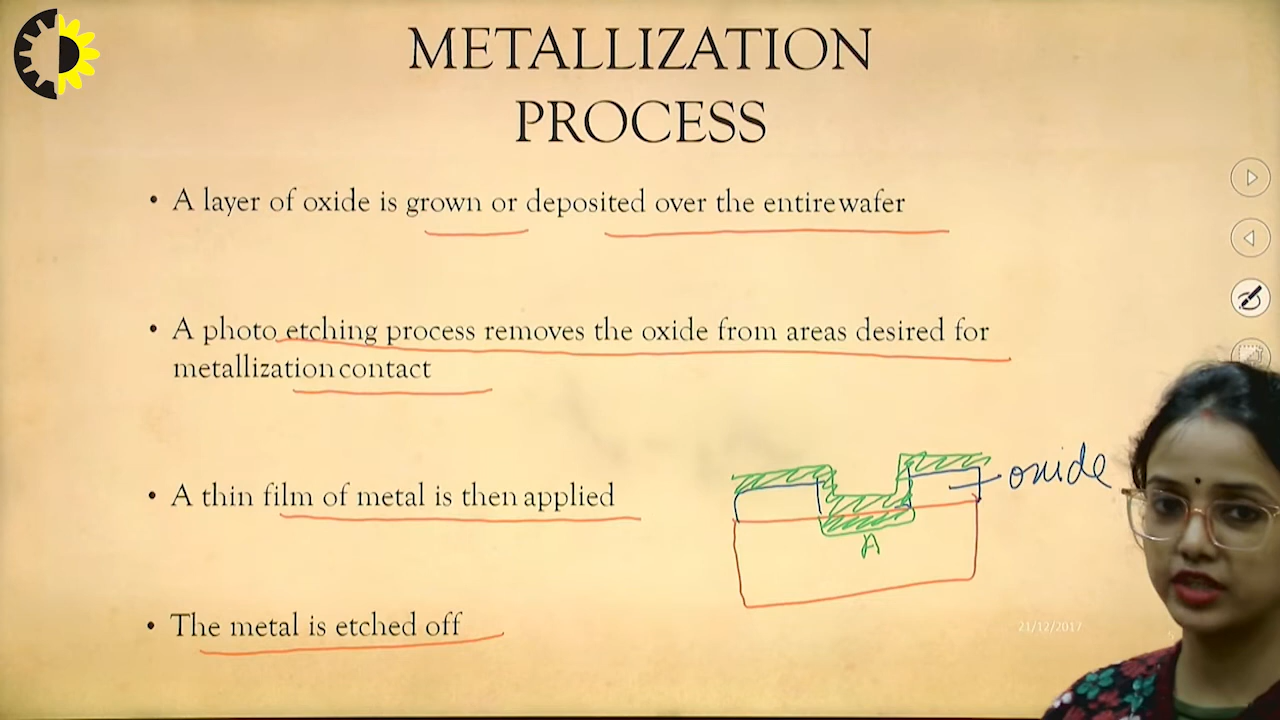 METALLIZATION
PROCESS
• A layer of oxide is grown or deposited over the entire wafer
• A photo etching process removes the oxide from areas desired for
metallization contact
oxide
• A thin film of metal is then applied
A
• The metal is etched off
21/12/2017
5